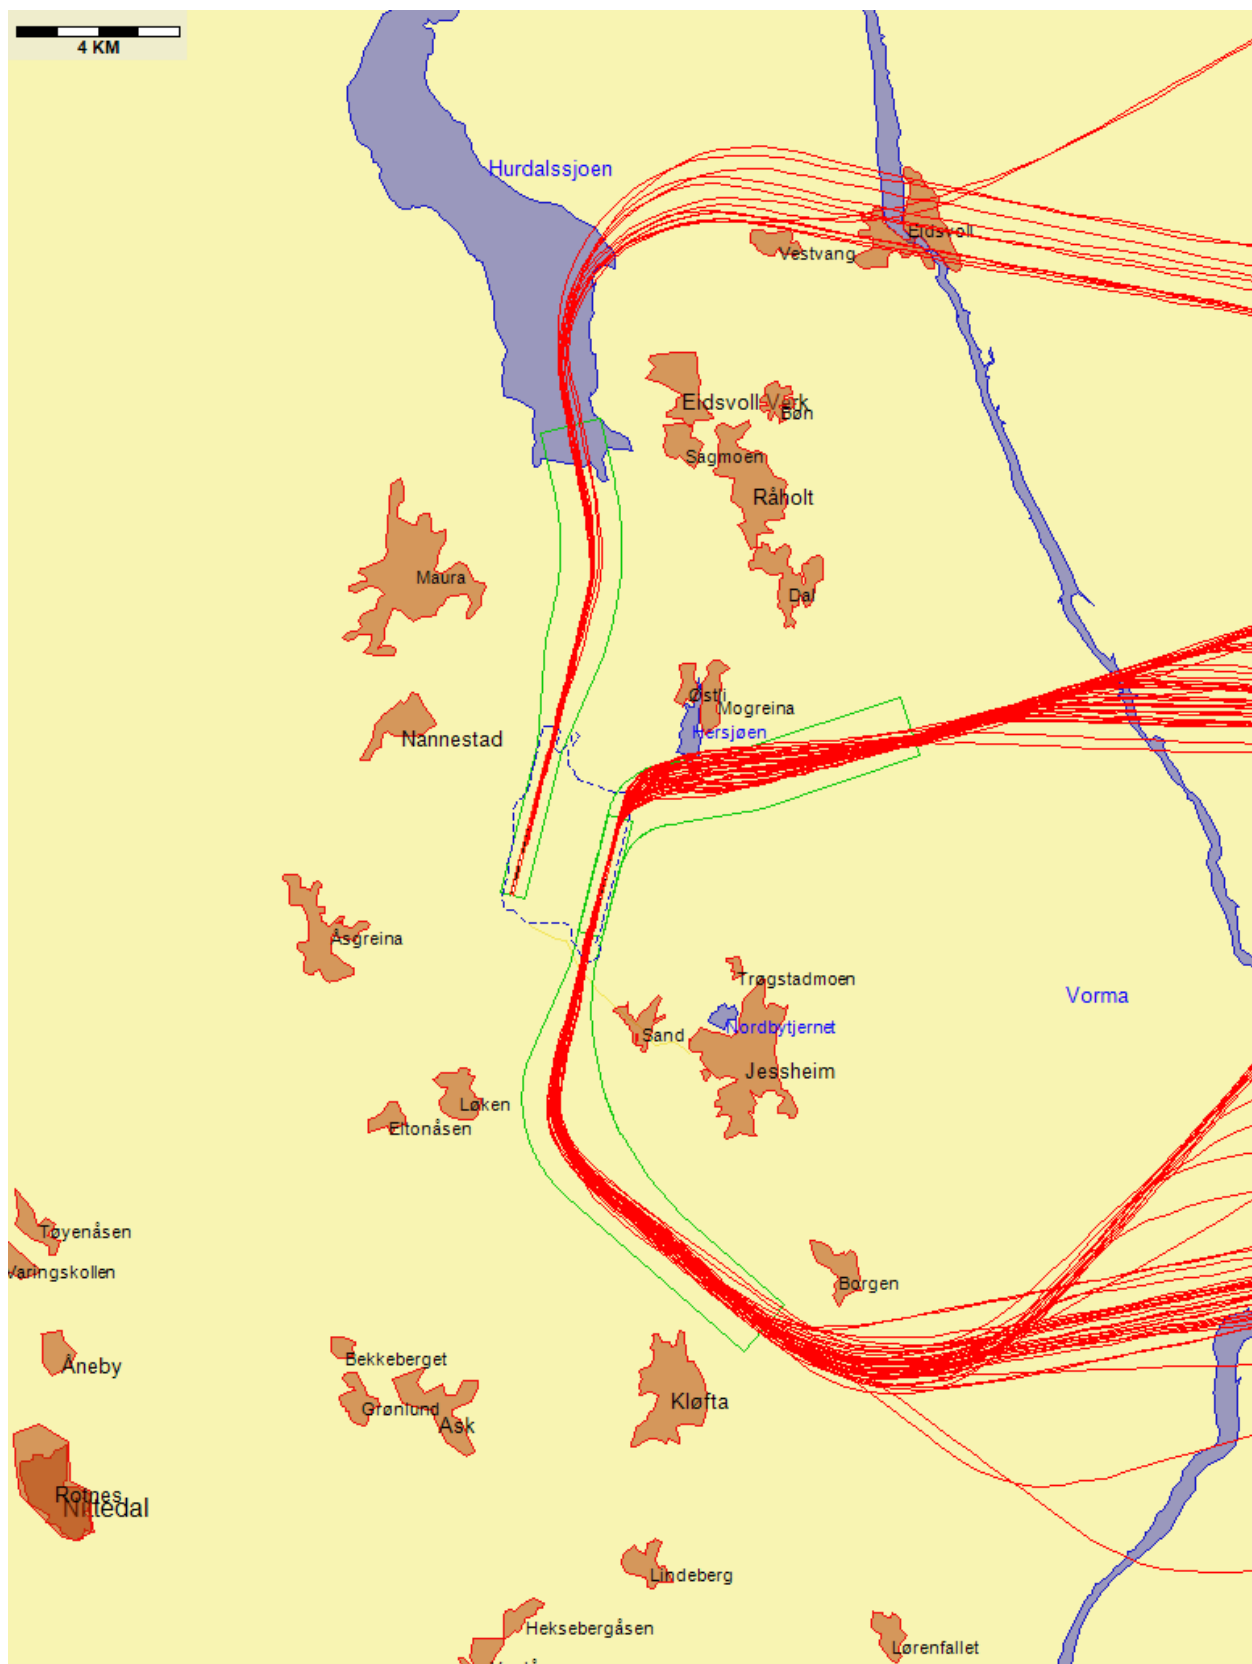 4 KM
Hurdalssjoen
Eidsvoll
Vestvang
Eidsvoll Verk
Bøn
Sagmoen
Råholt
Maura
Dal
Østli
Mogreina
Hersjøen
Nannestad
Åsgreina
Trøgstadmoen
Vorma
Nordbytjernet
Sand
Jessheim
Løken
Eltonåsen
Tøyenåsen
Varingskollen
Borgen
Bekkeberget
Åneby
Kløfta
Grønlund
Ask
Rotnes
Nittedal
Lindeberg
Heksebergåsen
Lørenfallet